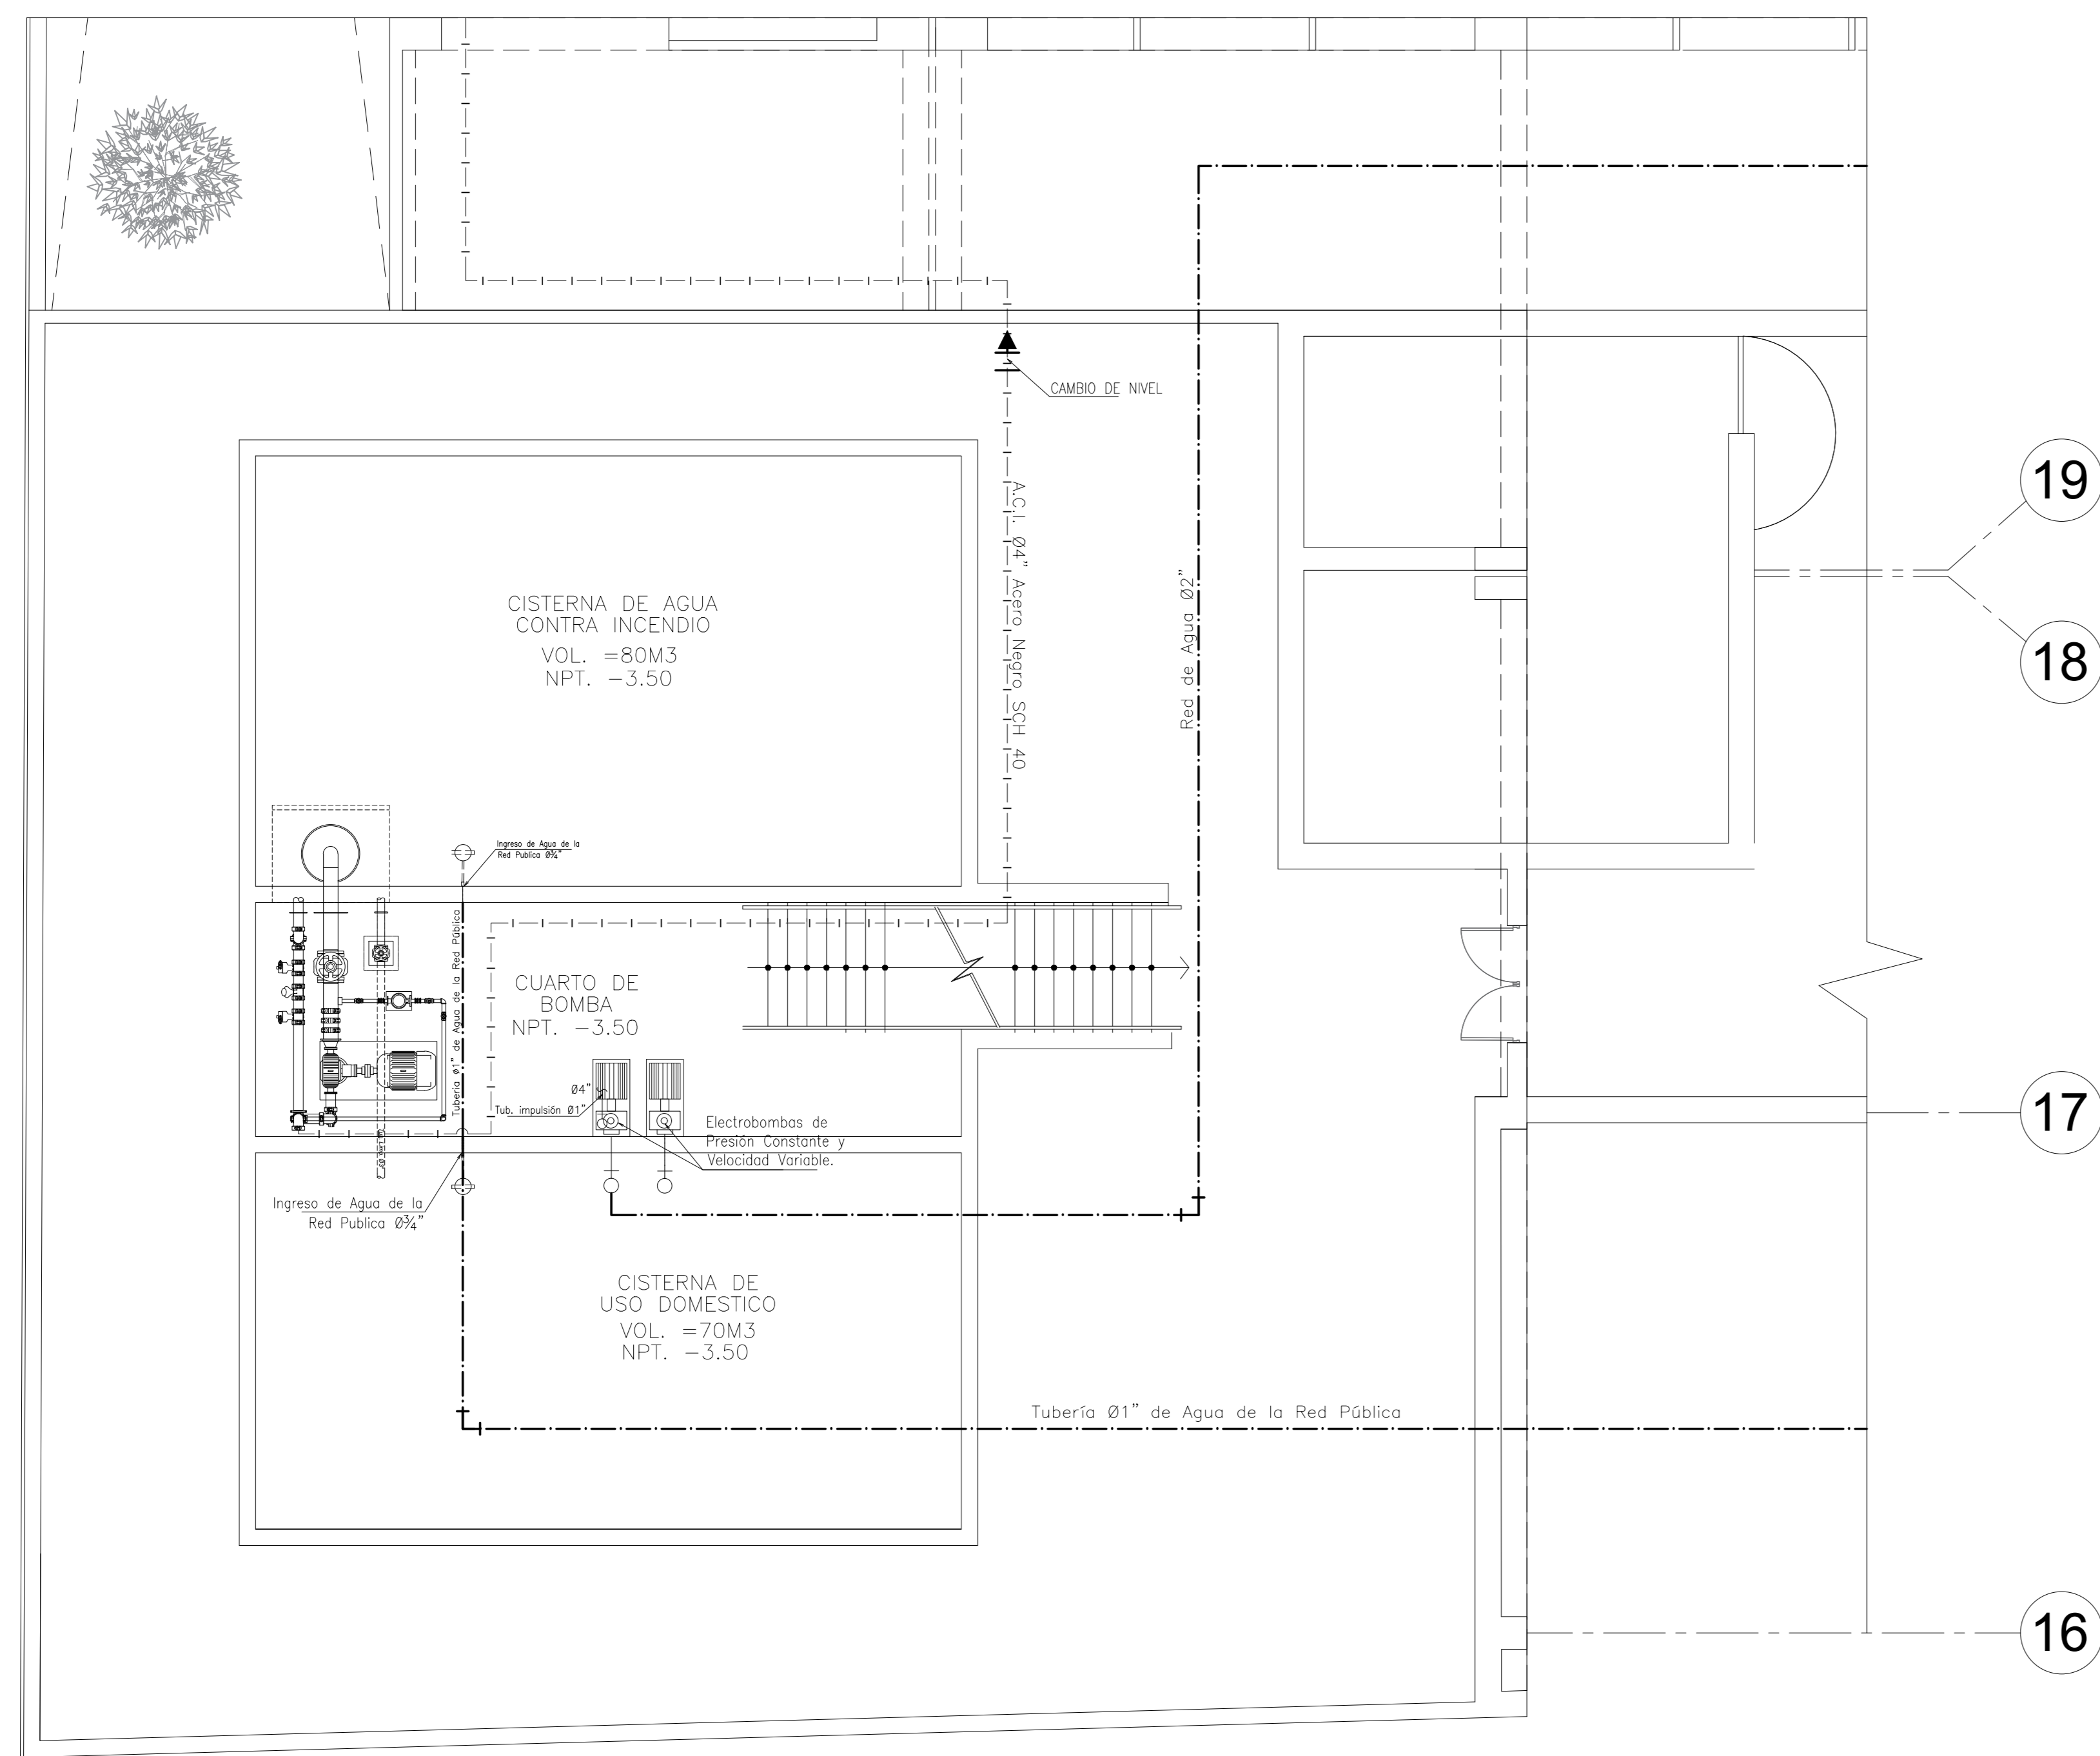 CAMBIO DE NIVEL
19
18
CISTERNA DE AGUA
CONTRA INCENDIO
VOL. =80M3
NPT. -3.50
A.C.I. Ø4" Acero Negro SCH 40
Red de Agua Ø2"
Ingreso de Agua de la
Red Publica Ø¾"
Tubería Ø1" de Agua de la Red Pública
CUARTO DE
BOMBA
NPT. -3.50
Ø4"
Tub. impulsión Ø1"
Electrobombas de
Presión Constante y
Velocidad Variable.
17
Ingreso de Agua de la
Red Publica Ø¾"
CISTERNA DE
USO DOMESTICO
VOL. =70M3
NPT. -3.50
Tubería Ø1" de Agua de la Red Pública
16